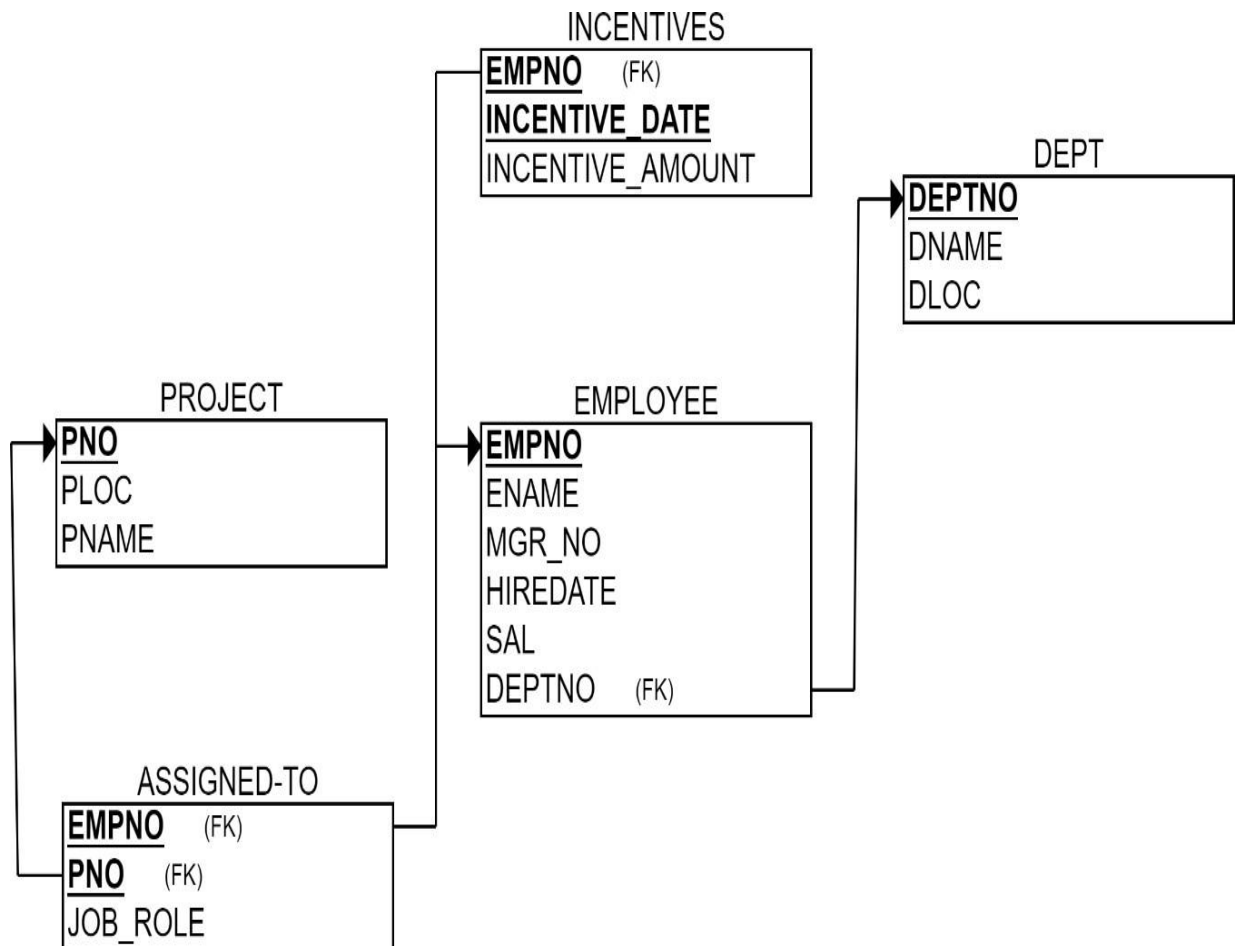 INCENTIVES
EMPNO (FK)
INCENTIVE_DATE
INCENTIVE_AMOUNT
DEPT
DEPTNO
DNAME
DLOC
PROJECT
PNO
PLOC
PNAME
EMPLOYEE
EMPNO
ENAME
MGR_NO
HIREDATE
SAL
DEPTNO (FK)
ASSIGNED-TO
EMPNO (FK)
PNO (FK)
JOB_ROLE